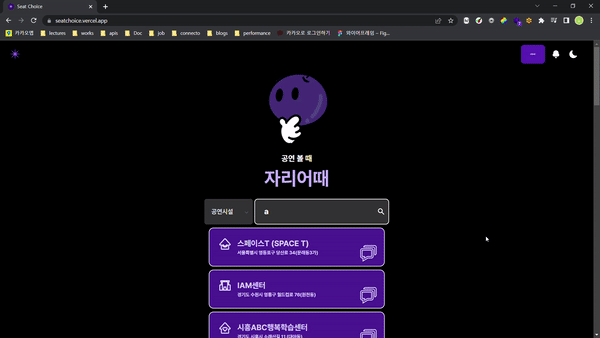 Seat Choice
seatchoice.vercel.app
카카오맵 lectures works apis Doc job connecto blogs performance 카카오로 로그인하기 와이어프레임 – Fig...
공연 볼 때
자리어때
공연시설
a
스페이스T (SPACE T)
서울특별시 영등포구 당산로 34(문래동3가)
IAM센터
경기도 수원시 영통구 월드컵로 76(원천동)
시흥ABC행복학습센터